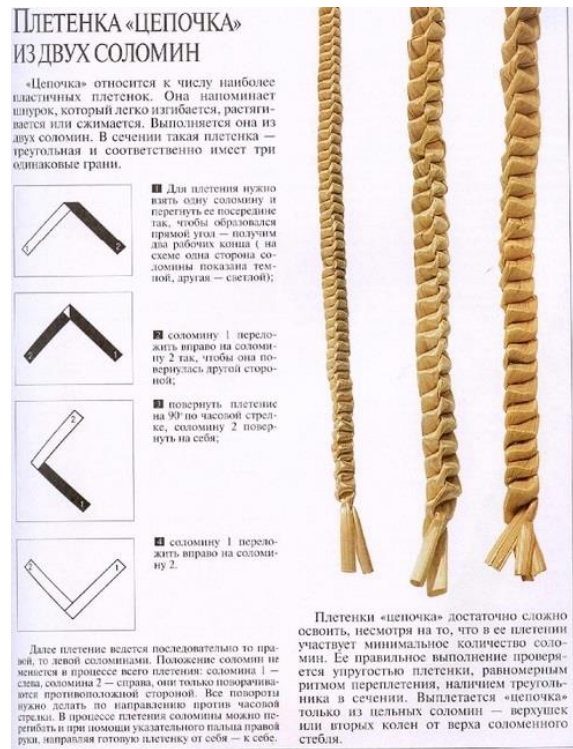 ПЛЕТЕНКА «ЦЕПОЧКА»
ИЗ ДВУХ СОЛОМИН
«Цепочка» относится к числу наиболее
пластичных плетенок. Она напоминает
шнурок, который легко изгибается, растяги-
вается или сжимается. Выполняется она из
двух соломин. В сечении такая плетенка —
треугольная и соответственно имеет три
одинаковые грани.
1 2
1 Для плетения нужно
взять одну соломину и
перегнуть ее посередине
так, чтобы образовался
прямой угол — получим
два рабочих конца ( на
схеме одна сторона со-
ломины показана тем-
ной, другая — светлой);
2 1
2 соломину 1 перело-
жить вправо на соломи-
ну 2 так, чтобы она по-
вернулась другой сторо-
ной;
2
1
3 повернуть плетение
на 90° по часовой стрел-
ке, соломину 2 повер-
нуть на себя;
2 1
4 соломину 1 перело-
жить вправо на соломи-
ну 2.
Далее плетение ведется последовательно то пра-
вой, то левой соломинами. Положение соломин не
меняется в процессе всего плетения: соломина 1 —
слева, соломина 2 — справа, они только поворачива-
ются противоположной стороной. Все повороты
нужно делать по направлению против часовой
стрелки. В процессе плетения соломины можно пе-
регибать и при помощи указательного пальца правой
руки, направляя готовую плетенку от себя — к себе.
Плетенки «цепочка» достаточно сложно
освоить, несмотря на то, что в ее плетении
участвует минимальное количество соло-
мин. Ее правильное выполнение проверя-
ется упругостью плетенки, равномерным
ритмом переплетения, наличием треуголь-
ника в сечении. Выплетается «цепочка»
только из цельных соломин — верхушек
или вторых колен от верха соломенного
стебля.